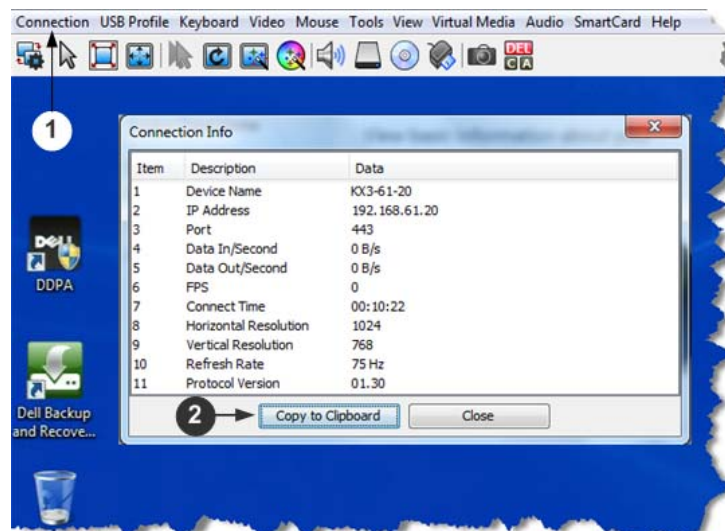 Connection USB Profile Keyboard Video Mouse Tools View Virtual Media Audio SmartCard Help
DEL
C A
1
Connection Info
Item Description Data
1 Device Name KX3-61-20
2 IP Address 192.168.61.20
3 Port 443
4 Data In/Second 0 B/s
5 Data Out/Second 0 B/s
6 FPS 0
7 Connect Time 00:10:22
8 Horizontal Resolution 1024
9 Vertical Resolution 768
10 Refresh Rate 75 Hz
11 Protocol Version 01.30
2 Copy to Clipboard Close
DELL
DDPA
Dell Backup
and Recove...